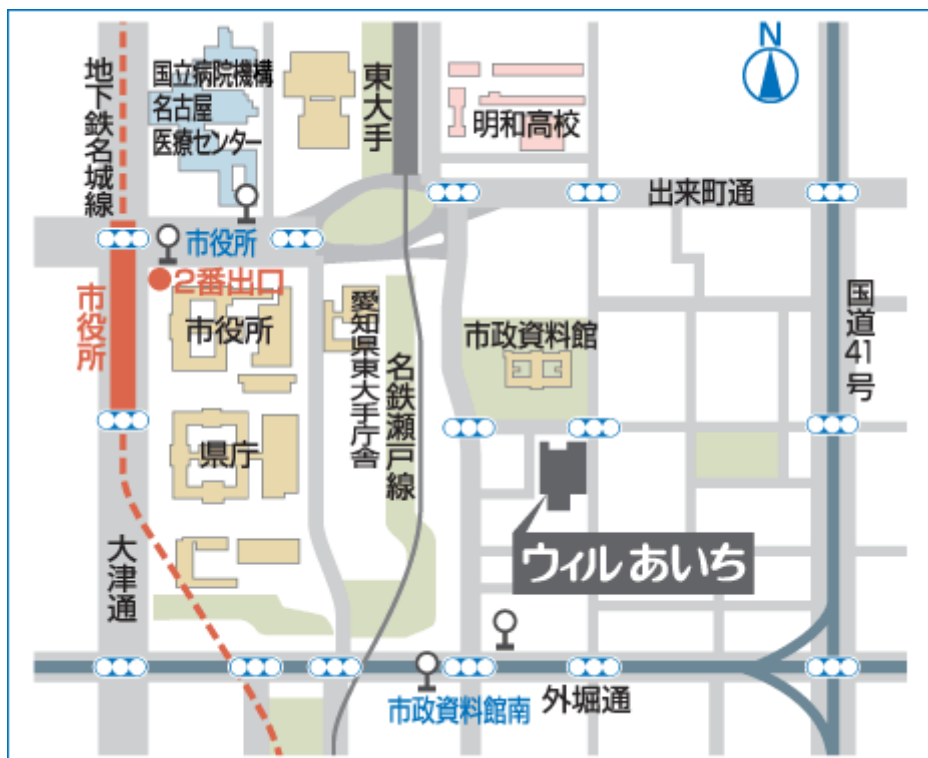 N
地下鉄名城線
国立病院機構
名古屋
医療センター
東大手
明和高校
出来町通
市役所
2番出口
市役所
市役所
愛知県東大手庁舎
名鉄瀬戸線
市政資料館
国道41号
県庁
ウィルあいち
大津通
市政資料館南
外堀通